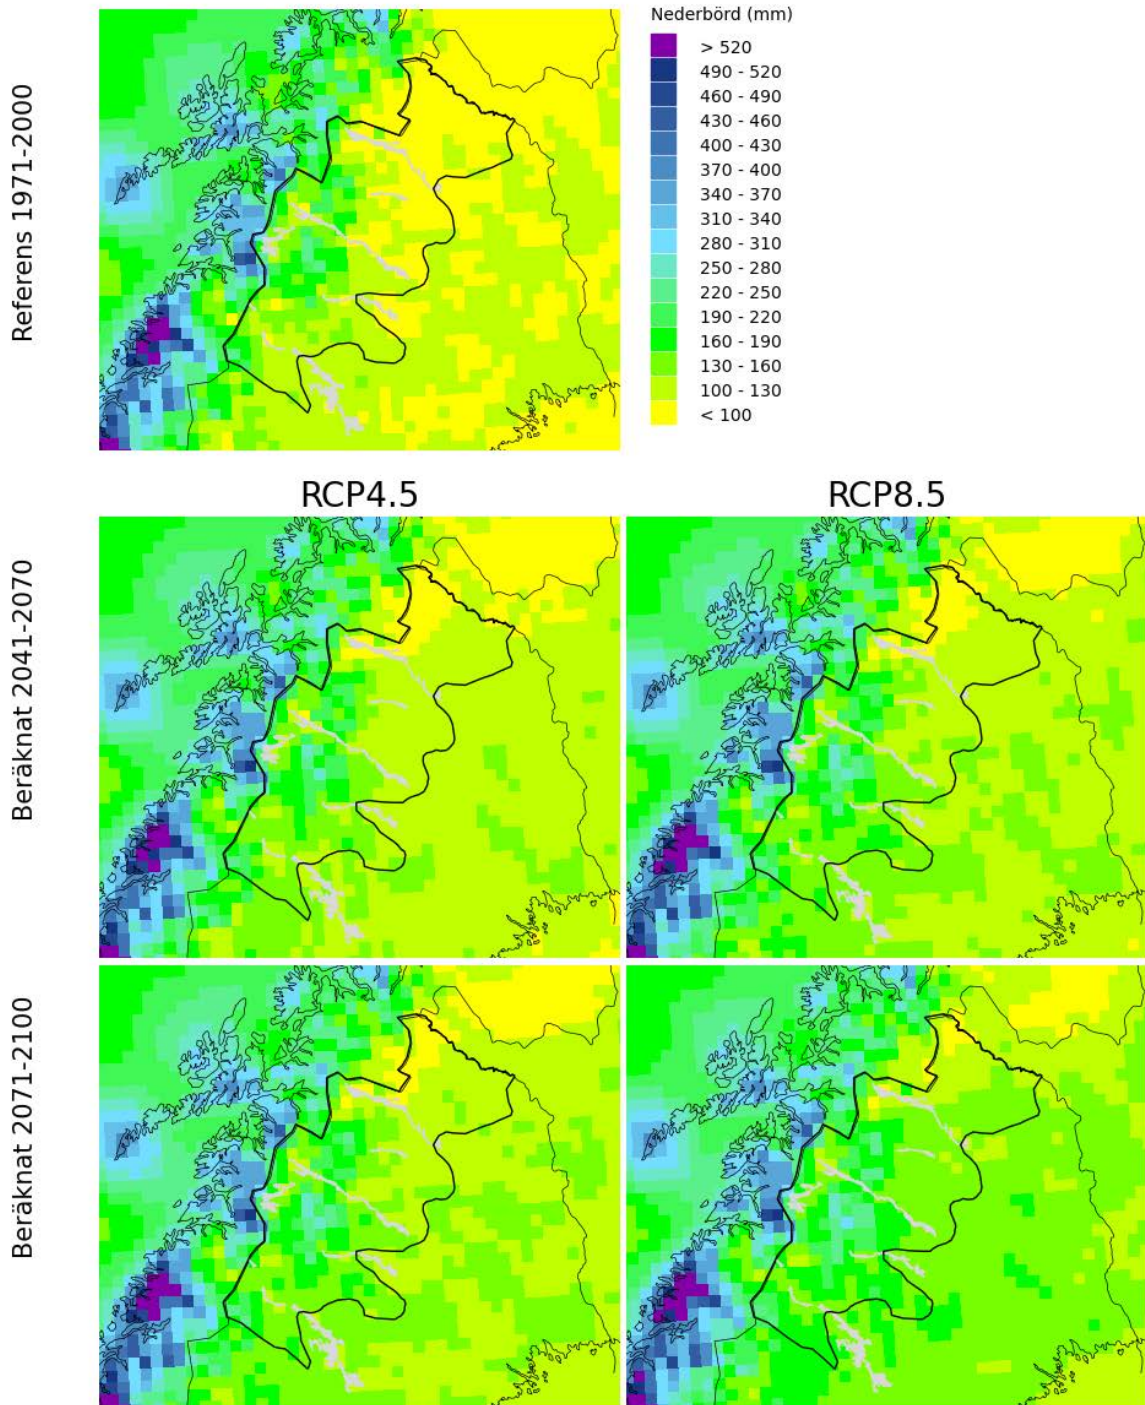 Nederbörd (mm)
> 520
490 - 520
460 - 490
430 - 460
400 - 430
370 - 400
340 - 370
310 - 340
280 - 310
250 - 280
220 - 250
190 - 220
160 - 190
130 - 160
100 - 130
< 100
Referens 1971-2000
RCP4.5
RCP8.5
Beräknat 2041-2070
Beräknat 2071-2100